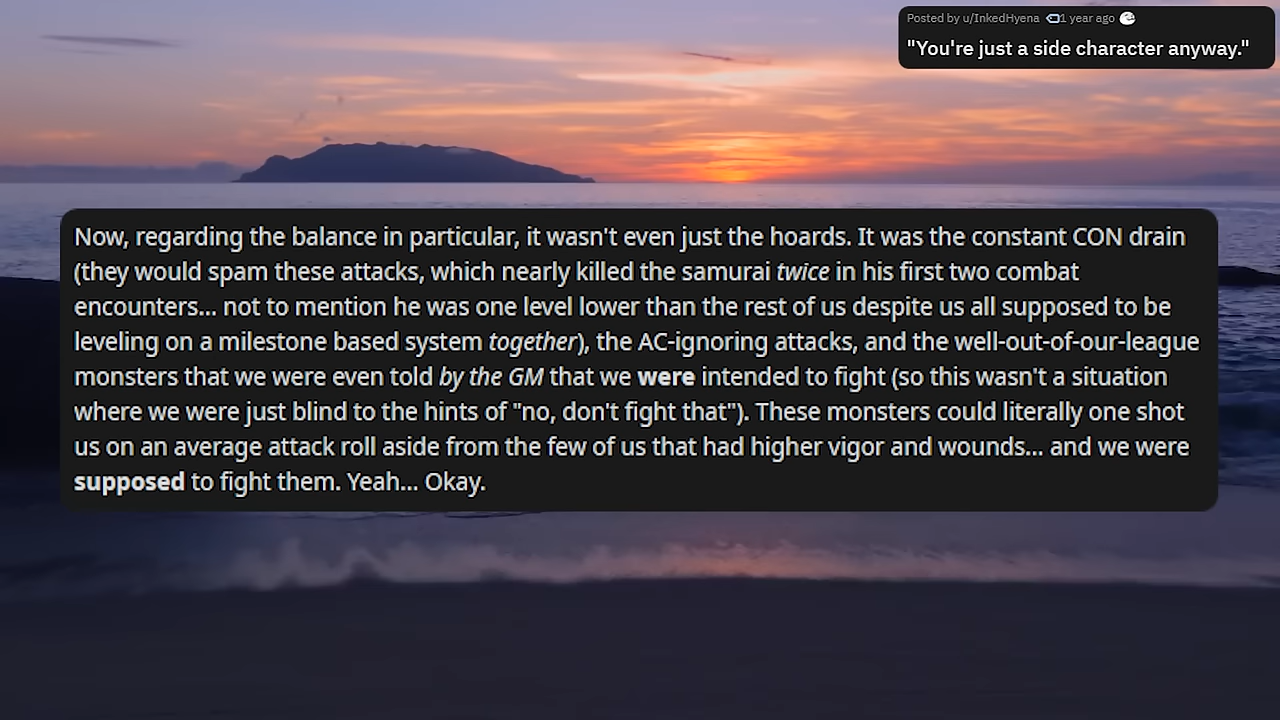 Posted by u/InkedHyena 1 year ago
"You're just a side character anyway."
Now, regarding the balance in particular, it wasn't even just the hoards. It was the constant CON drain
(they would spam these attacks, which nearly killed the samurai twice in his first two combat
encounters... not to mention he was one level lower than the rest of us despite us all supposed to be
leveling on a milestone based system together), the AC-ignoring attacks, and the well-out-of-our-league
monsters that we were even told by the GM that we were intended to fight (so this wasn't a situation
where we were just blind to the hints of "no, don't fight that"). These monsters could literally one shot
us on an average attack roll aside from the few of us that had higher vigor and wounds... and we were
supposed to fight them. Yeah... Okay.